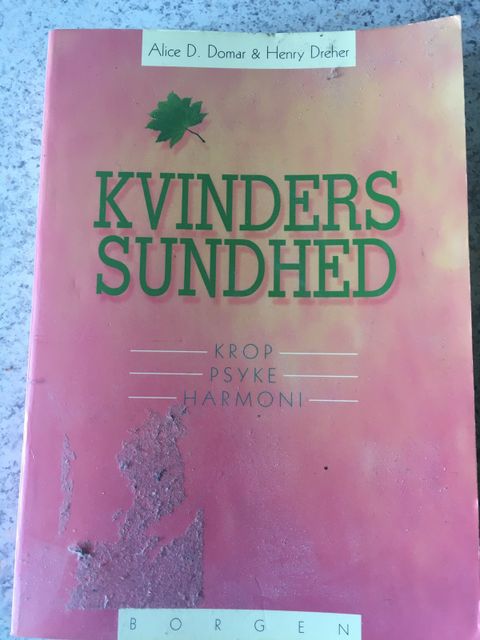 Alice D. Domar & Henry Dreher
KVINDERS
SUNDHED
KROP
PSYKE
HARMONI
BORGEN